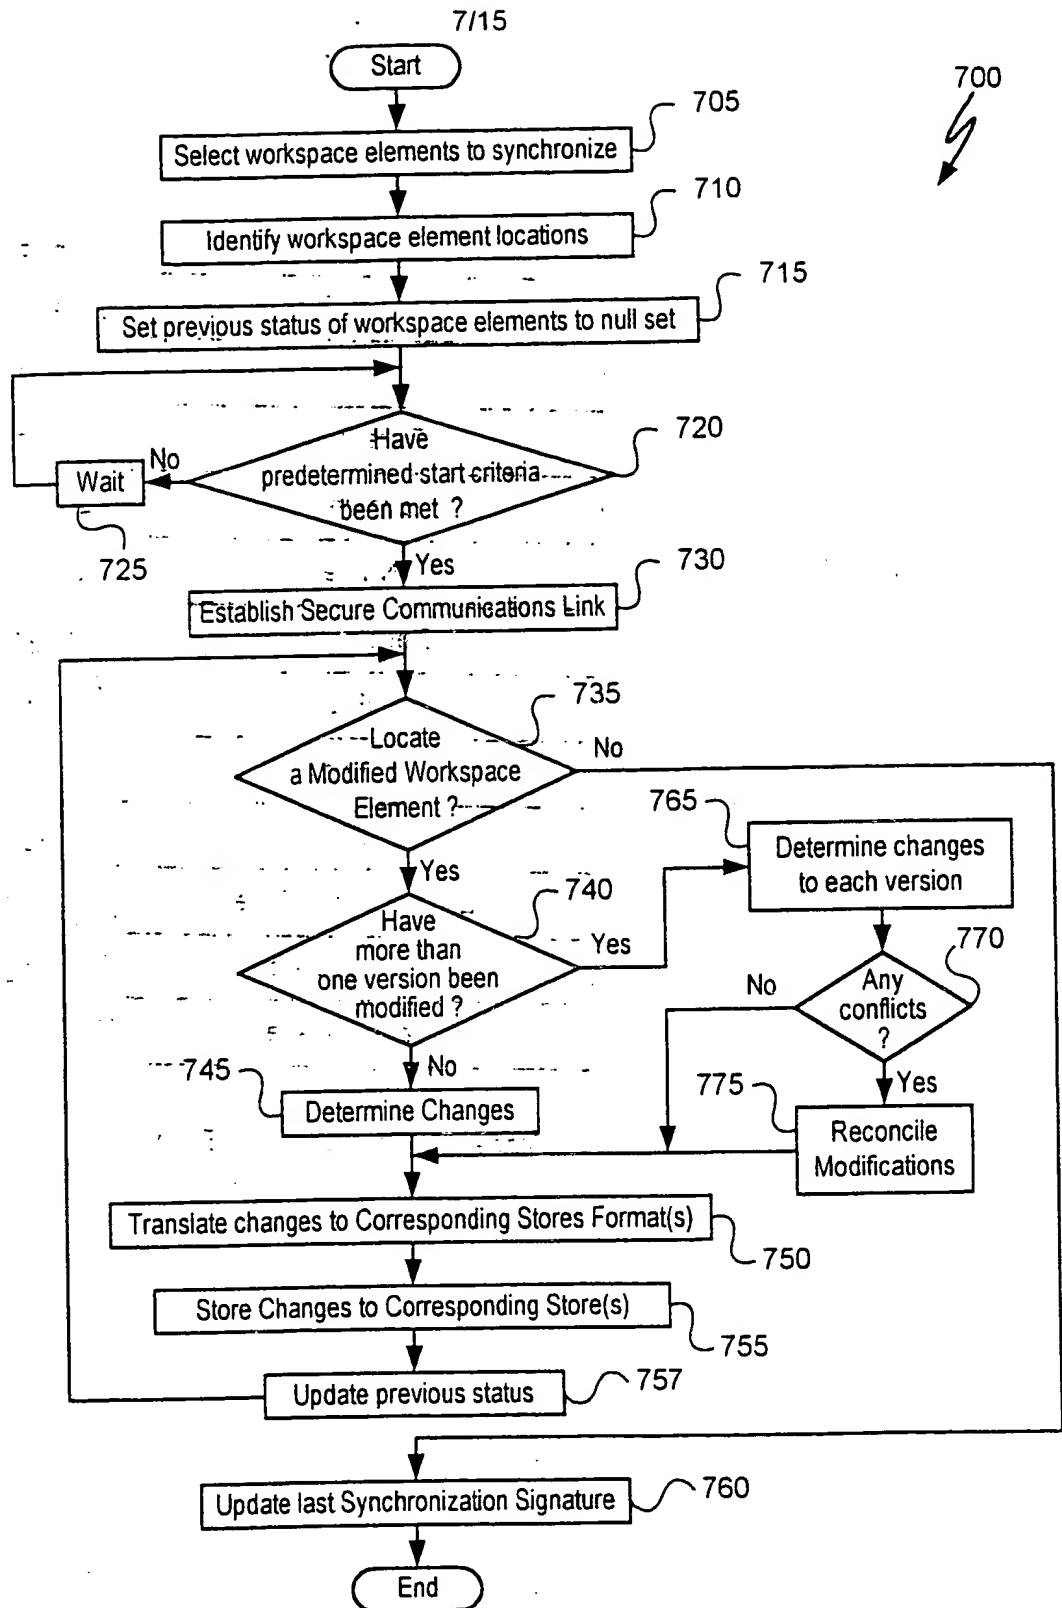 7/15
Start
700
705
Select workspace elements to synchronize
710
Identify workspace element locations
715
Set previous status of workspace elements to null set
720
Have
predetermined start criteria
been met ?
No
Wait
725
Yes
730
Establish Secure Communications Link
735
Locate
a Modified Workspace
Element ?
No
Yes
740
Have
more than
one version been
modified ?
Yes
765
Determine changes
to each version
770
Any
conflicts
?
No
Yes
775
Reconcile
Modifications
No
745
Determine Changes
Translate changes to Corresponding Stores Format(s)
750
Store Changes to Corresponding Store(s)
755
Update previous status
757
Update last Synchronization Signature
760
End